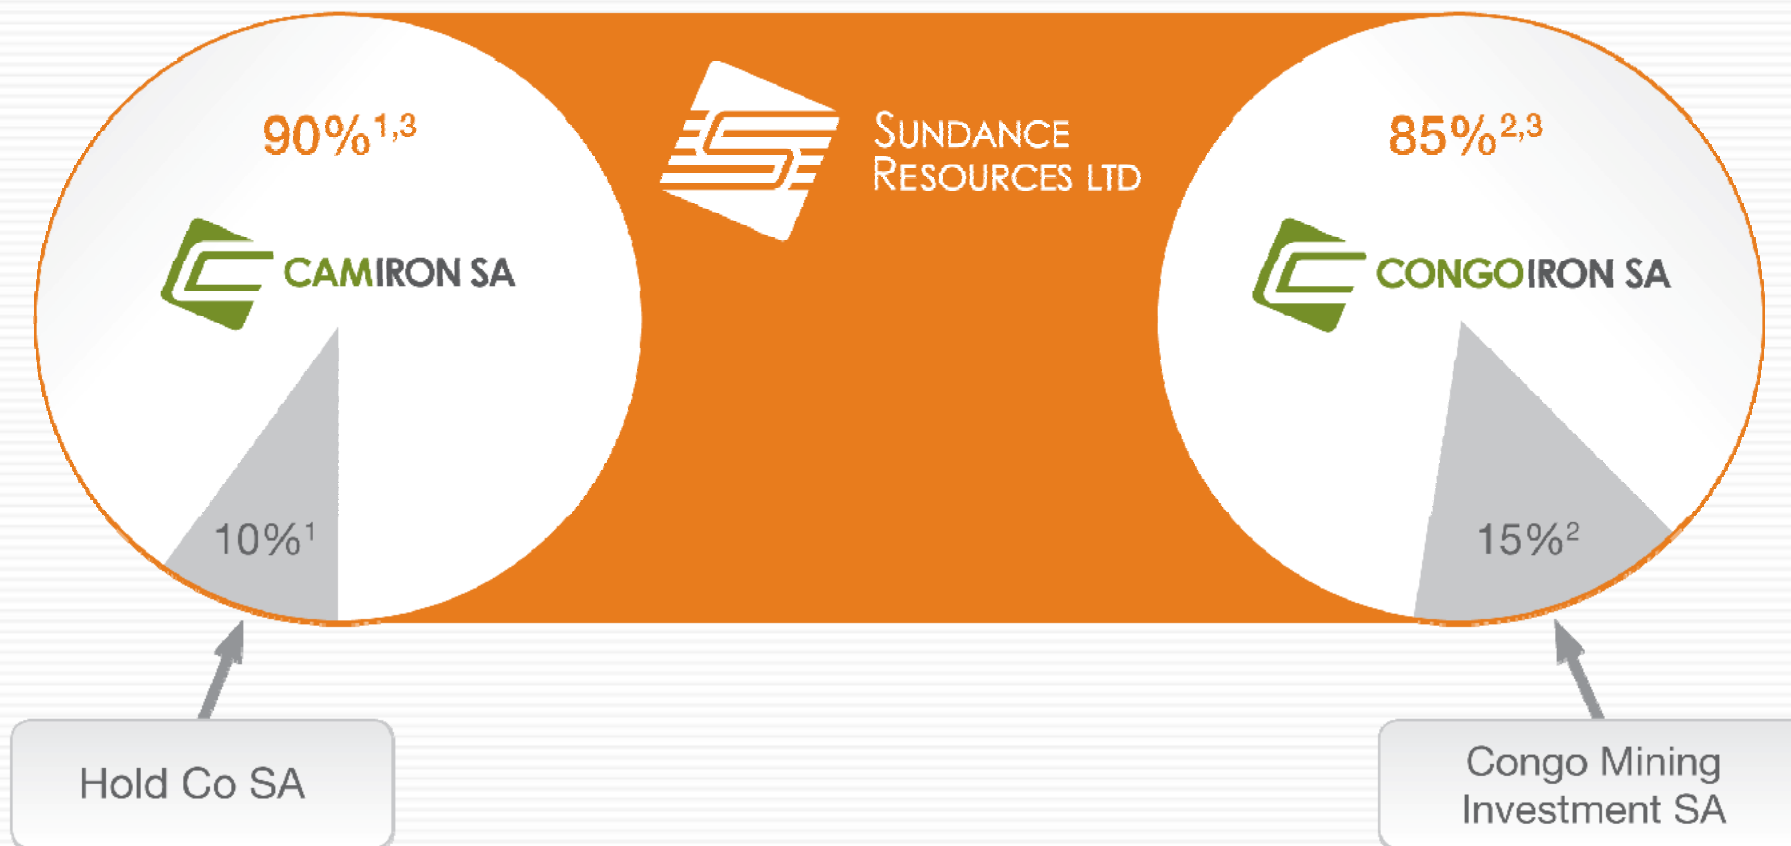 90%1,3
CAMIRON SA
10%1
Hold Co SA
SUNDANCE
RESOURCES LTD
85%2,3
CONGOIRON SA
15%2
Congo Mining
Investment SA